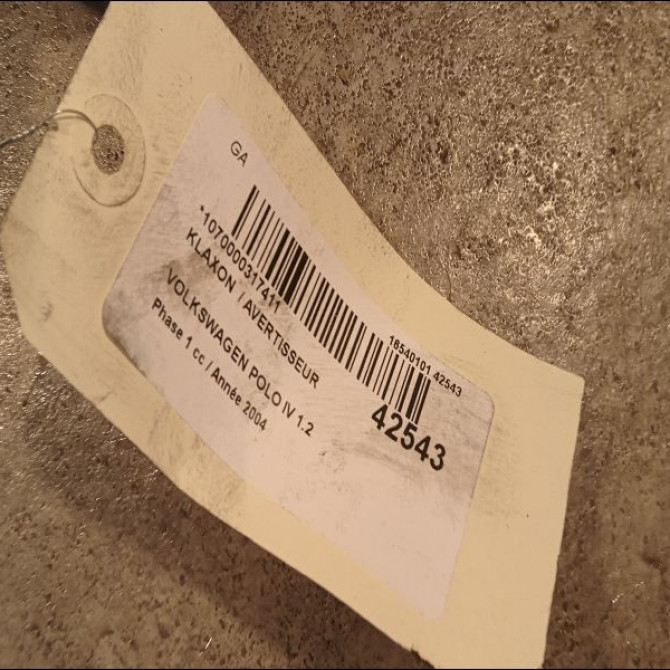 GA
16540101 42543
*1070000317411
42543
KLAXON / AVERTISSEUR
VOLKSWAGEN POLO IV 1.2
Phase 1 cc / Année 2004